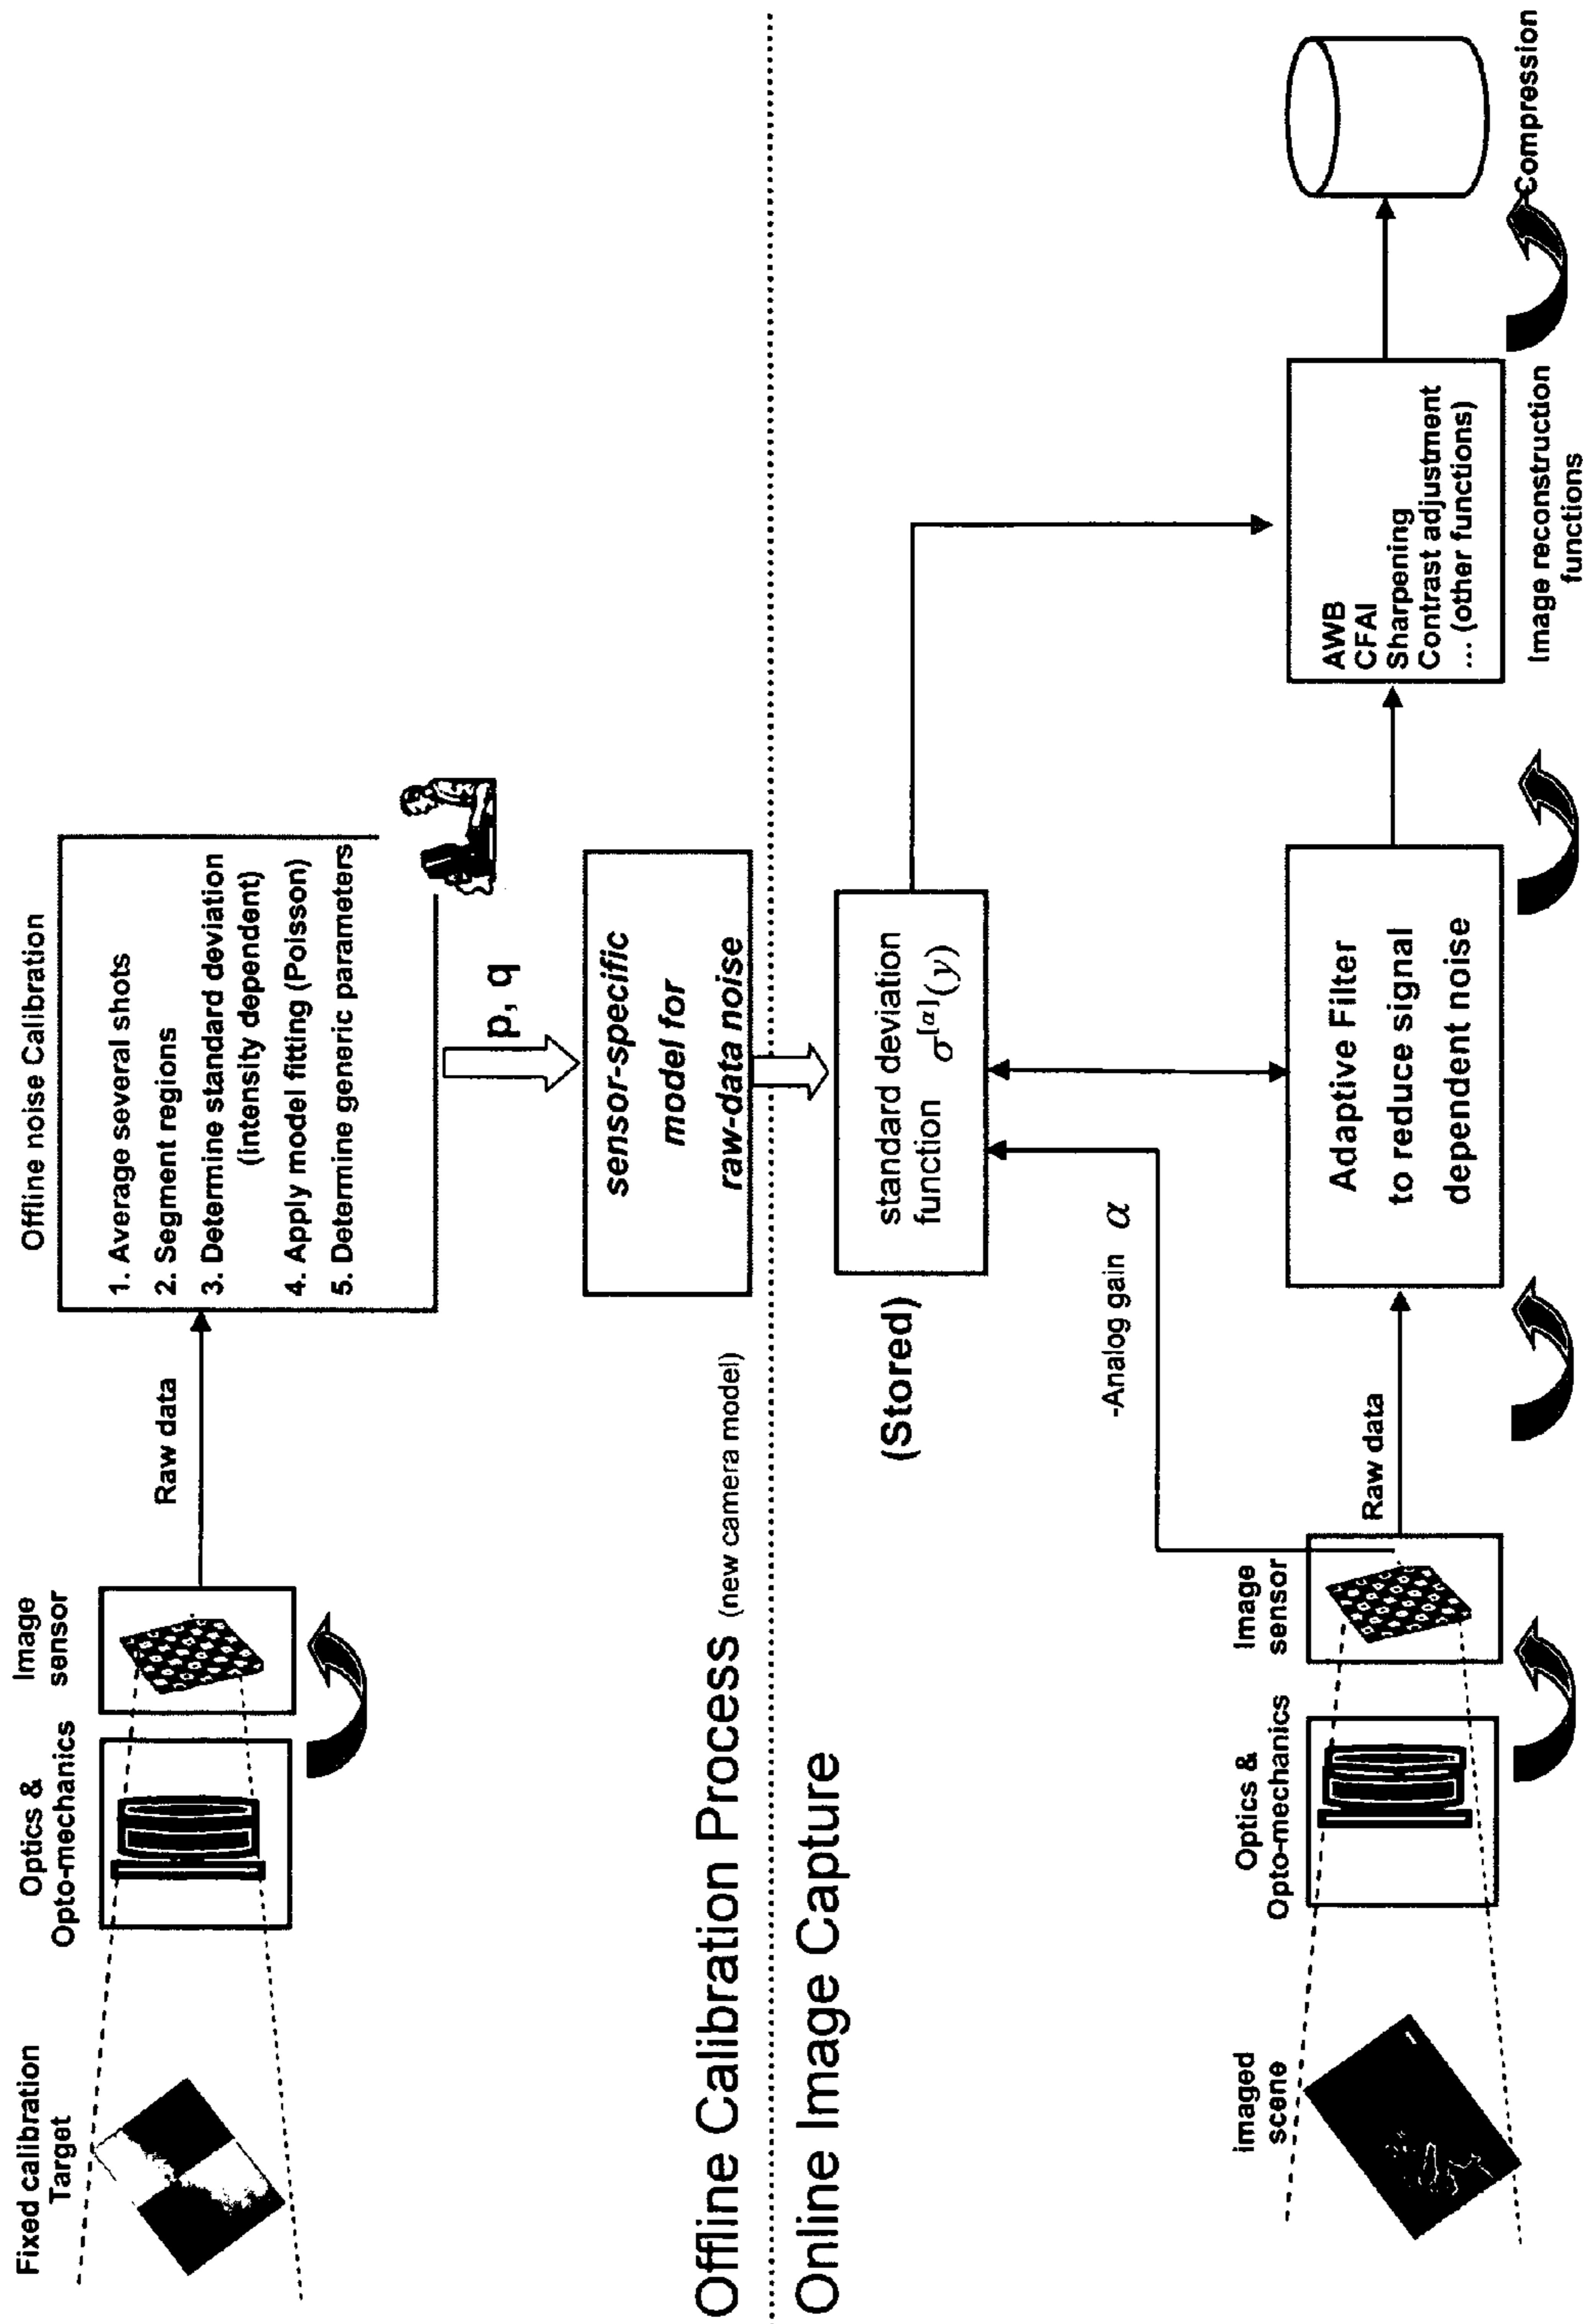 Fixed calibration
Target
Optics &
Opto-mechanics
Image
sensor
Raw data
Offline noise Calibration
1. Average several shots
2. Segment regions
3. Determine standard deviation
(intensity dependent)
4. Apply model fitting (Poisson)
5. Determine generic parameters
p, q
sensor-specific
model for
raw-data noise
Offline Calibration Process (new camera model)
Online Image Capture
(Stored)
standard deviation
function σ[α](y)
-Analog gain α
imaged
scene
Optics &
Opto-mechanics
Image
sensor
Raw data
Adaptive Filter
to reduce signal
dependent noise
AWB
CFAI
Sharpening
Contrast adjustment
... (other functions)
Image reconstruction
functions
Compression